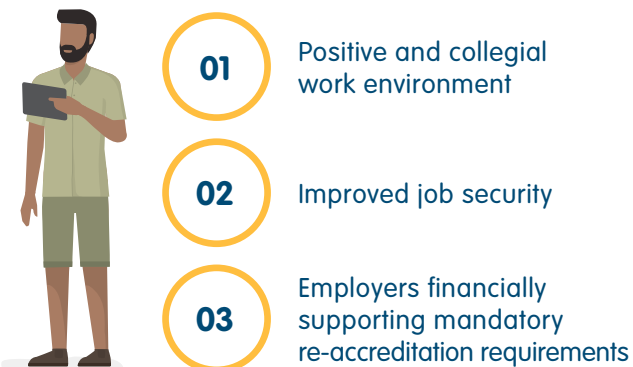 01
Positive and collegial
work environment
02
Improved job security
03
Employers financially
supporting mandatory
re-accreditation requirements